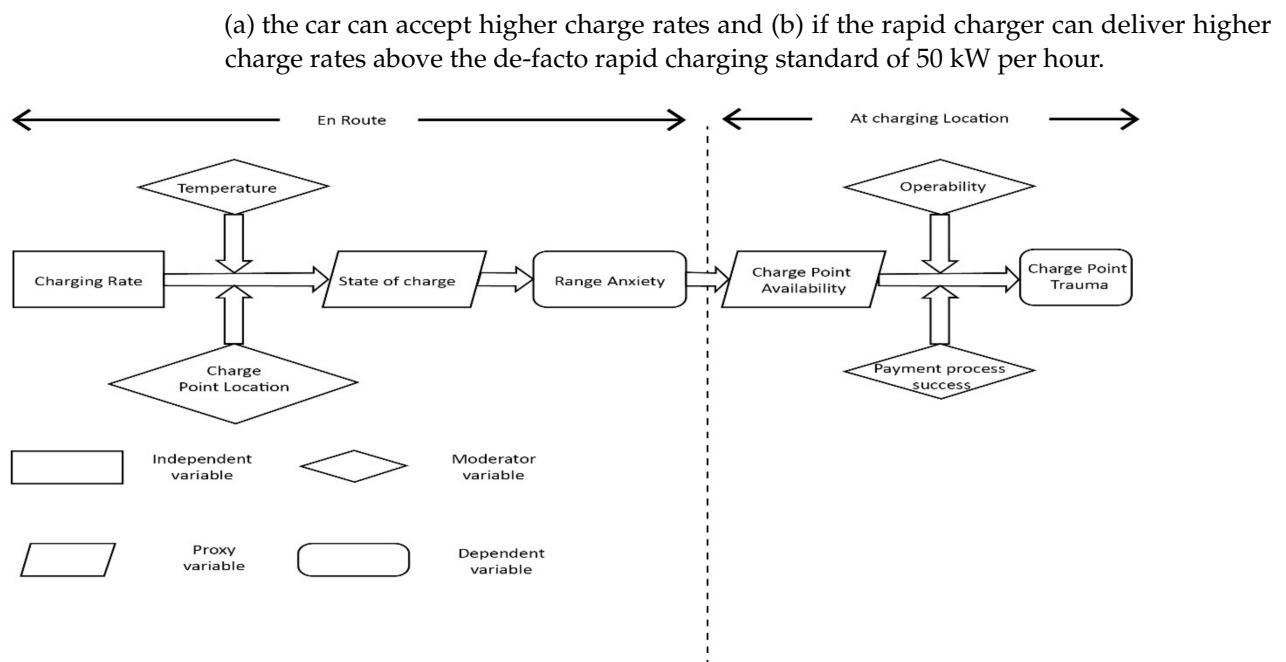 (a) the car can accept higher charge rates and (b) if the rapid charger can deliver higher
charge rates above the de-facto rapid charging standard of 50 kW per hour.
En Route
At charging Location
Temperature
Operability
Charging Rate
State of charge
Range Anxiety
Charge Point
Availability
Charge Point
Trauma
Charge
Point Location
Payment process
success
Independent
variable
Moderator
variable
Proxy
variable
Dependent
variable